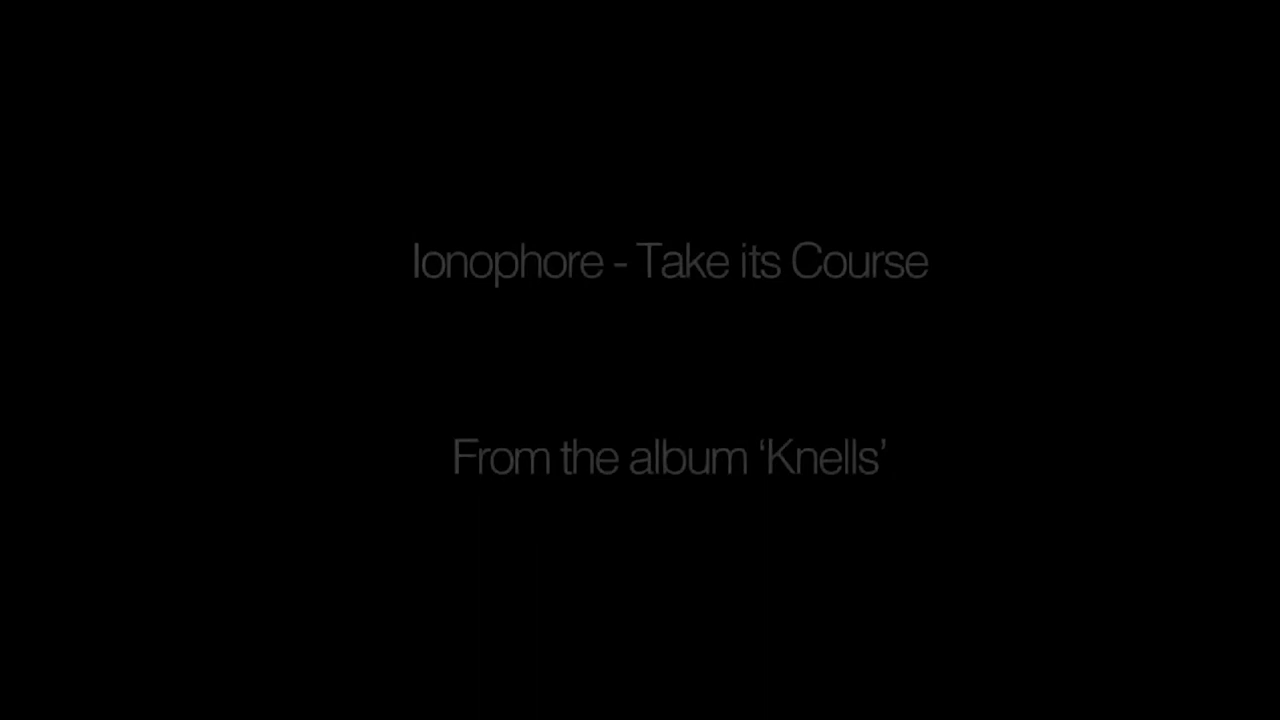 Ionophore - Take its Course
From the album ‘Knells’